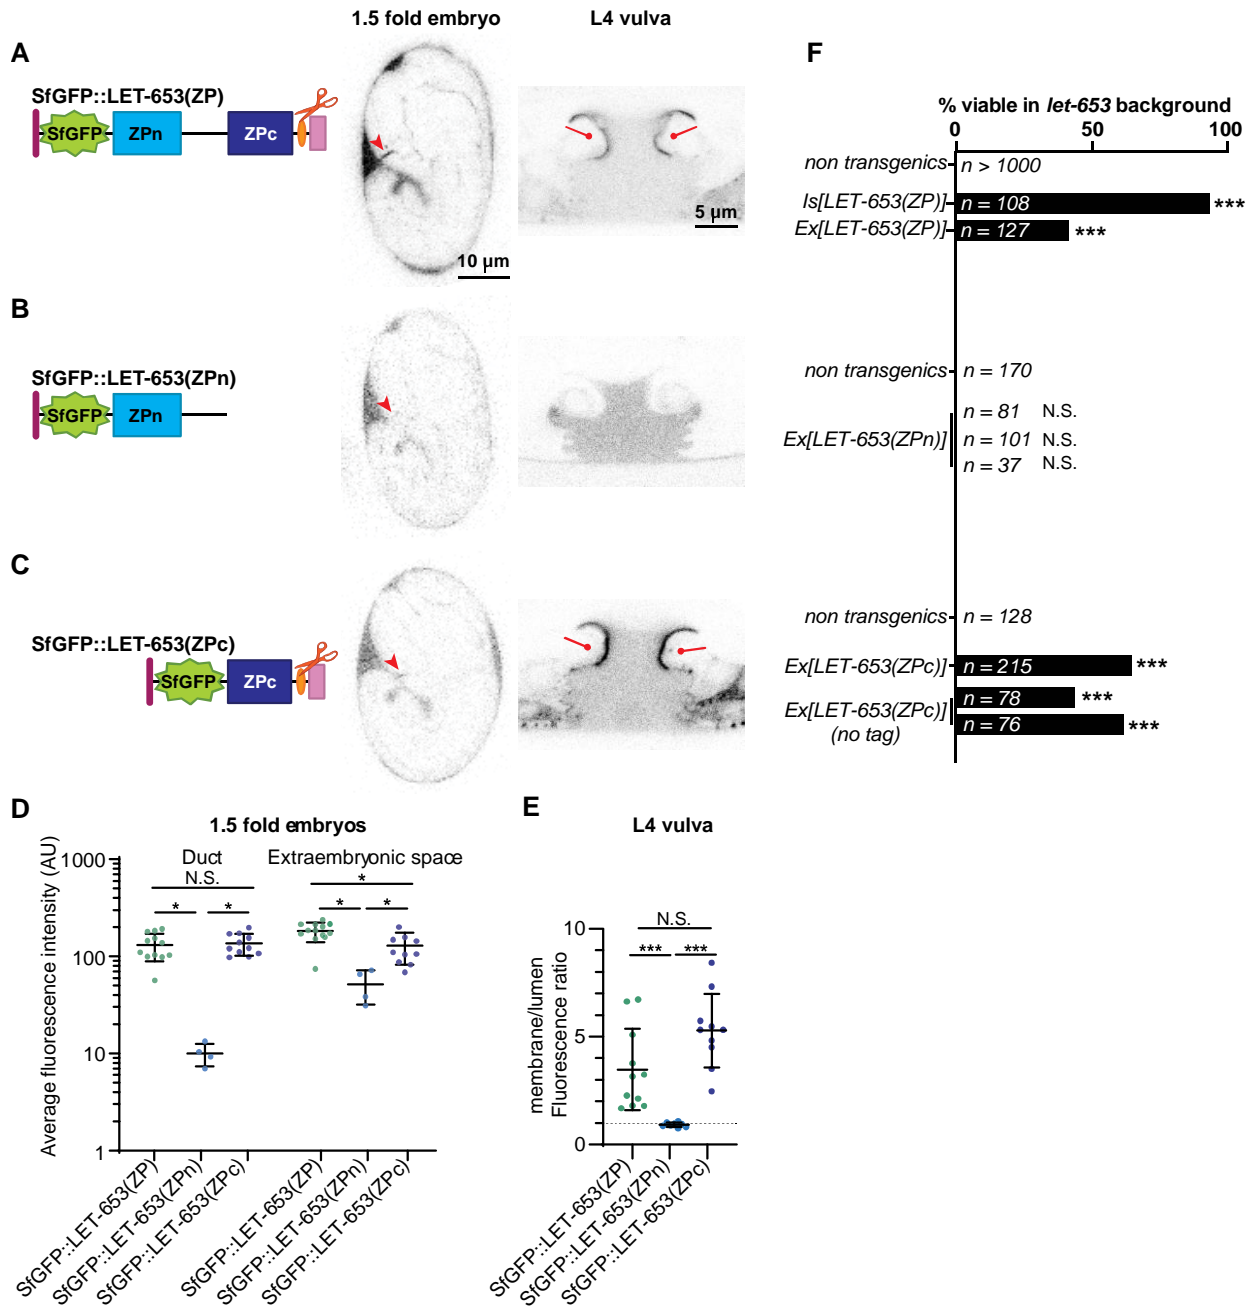 1.5 fold embryo
L4 vulva
A
SfGFP::LET-653(ZP)
SfGFP
ZPn
ZPc
10 µm
5 µm
B
SfGFP::LET-653(ZPn)
SfGFP
ZPn
C
SfGFP::LET-653(ZPc)
SfGFP
ZPc
F
% viable in let-653 background
0 50 100
non transgenics n > 1000
Is[LET-653(ZP)] n = 108 ***
Ex[LET-653(ZP)] n = 127 ***
non transgenics n = 170
n = 81 N.S.
Ex[LET-653(ZPn)] n = 101 N.S.
n = 37 N.S.
non transgenics n = 128
Ex[LET-653(ZPc)] n = 215 ***
n = 78 ***
Ex[LET-653(ZPc)]
(no tag) n = 76 ***
D
1.5 fold embryos
Duct
Extraembryonic space
N.S.
*
* *
* *
Average fluorescence intensity (AU)
1000
100
10
1
SfGFP::LET-653(ZP)
SfGFP::LET-653(ZPn)
SfGFP::LET-653(ZPc)
SfGFP::LET-653(ZP)
SfGFP::LET-653(ZPn)
SfGFP::LET-653(ZPc)
E
L4 vulva
N.S.
*** ***
membrane/lumen
Fluorescence ratio
10
5
0
SfGFP::LET-653(ZP)
SfGFP::LET-653(ZPn)
SfGFP::LET-653(ZPc)